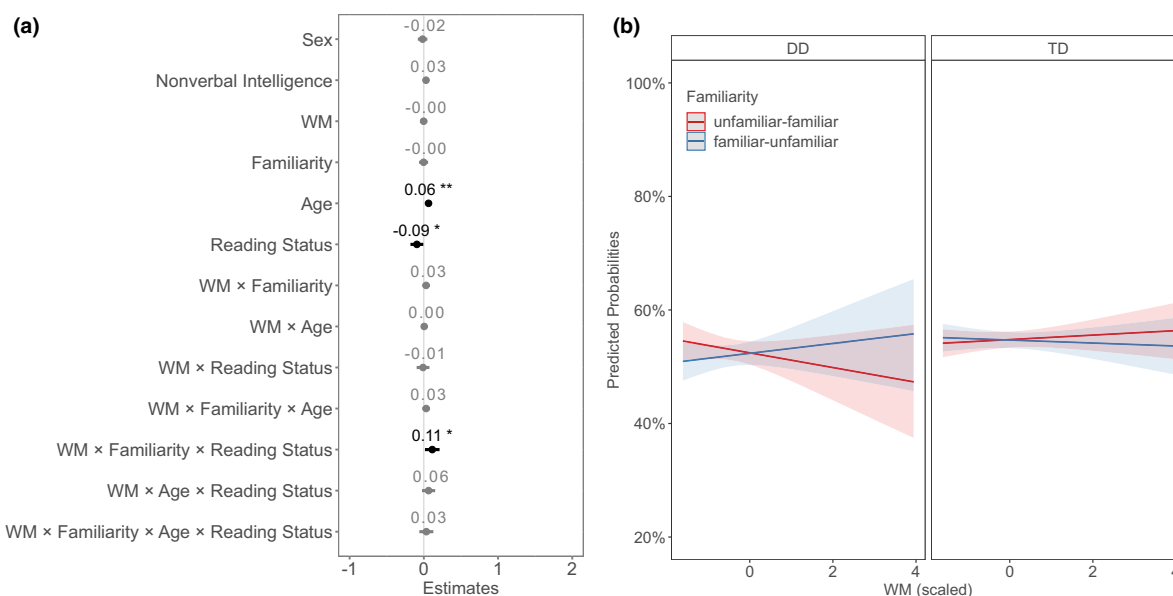 (a)
-0.02
Sex
0.03
Nonverbal Intelligence
-0.00
WM
-0.00
Familiarity
0.06 **
Age
-0.09 *
Reading Status
0.03
WM × Familiarity
0.00
WM × Age
-0.01
WM × Reading Status
0.03
WM × Familiarity × Age
0.11 *
WM × Familiarity × Reading Status
0.06
WM × Age × Reading Status
0.03
WM × Familiarity × Age × Reading Status
-1 0 1 2
Estimates
(b)
DD TD
Familiarity
unfamiliar-familiar
familiar-unfamiliar
100%
80%
60%
40%
20%
Predicted Probabilities
0 2 4 0 2 4
WM (scaled)